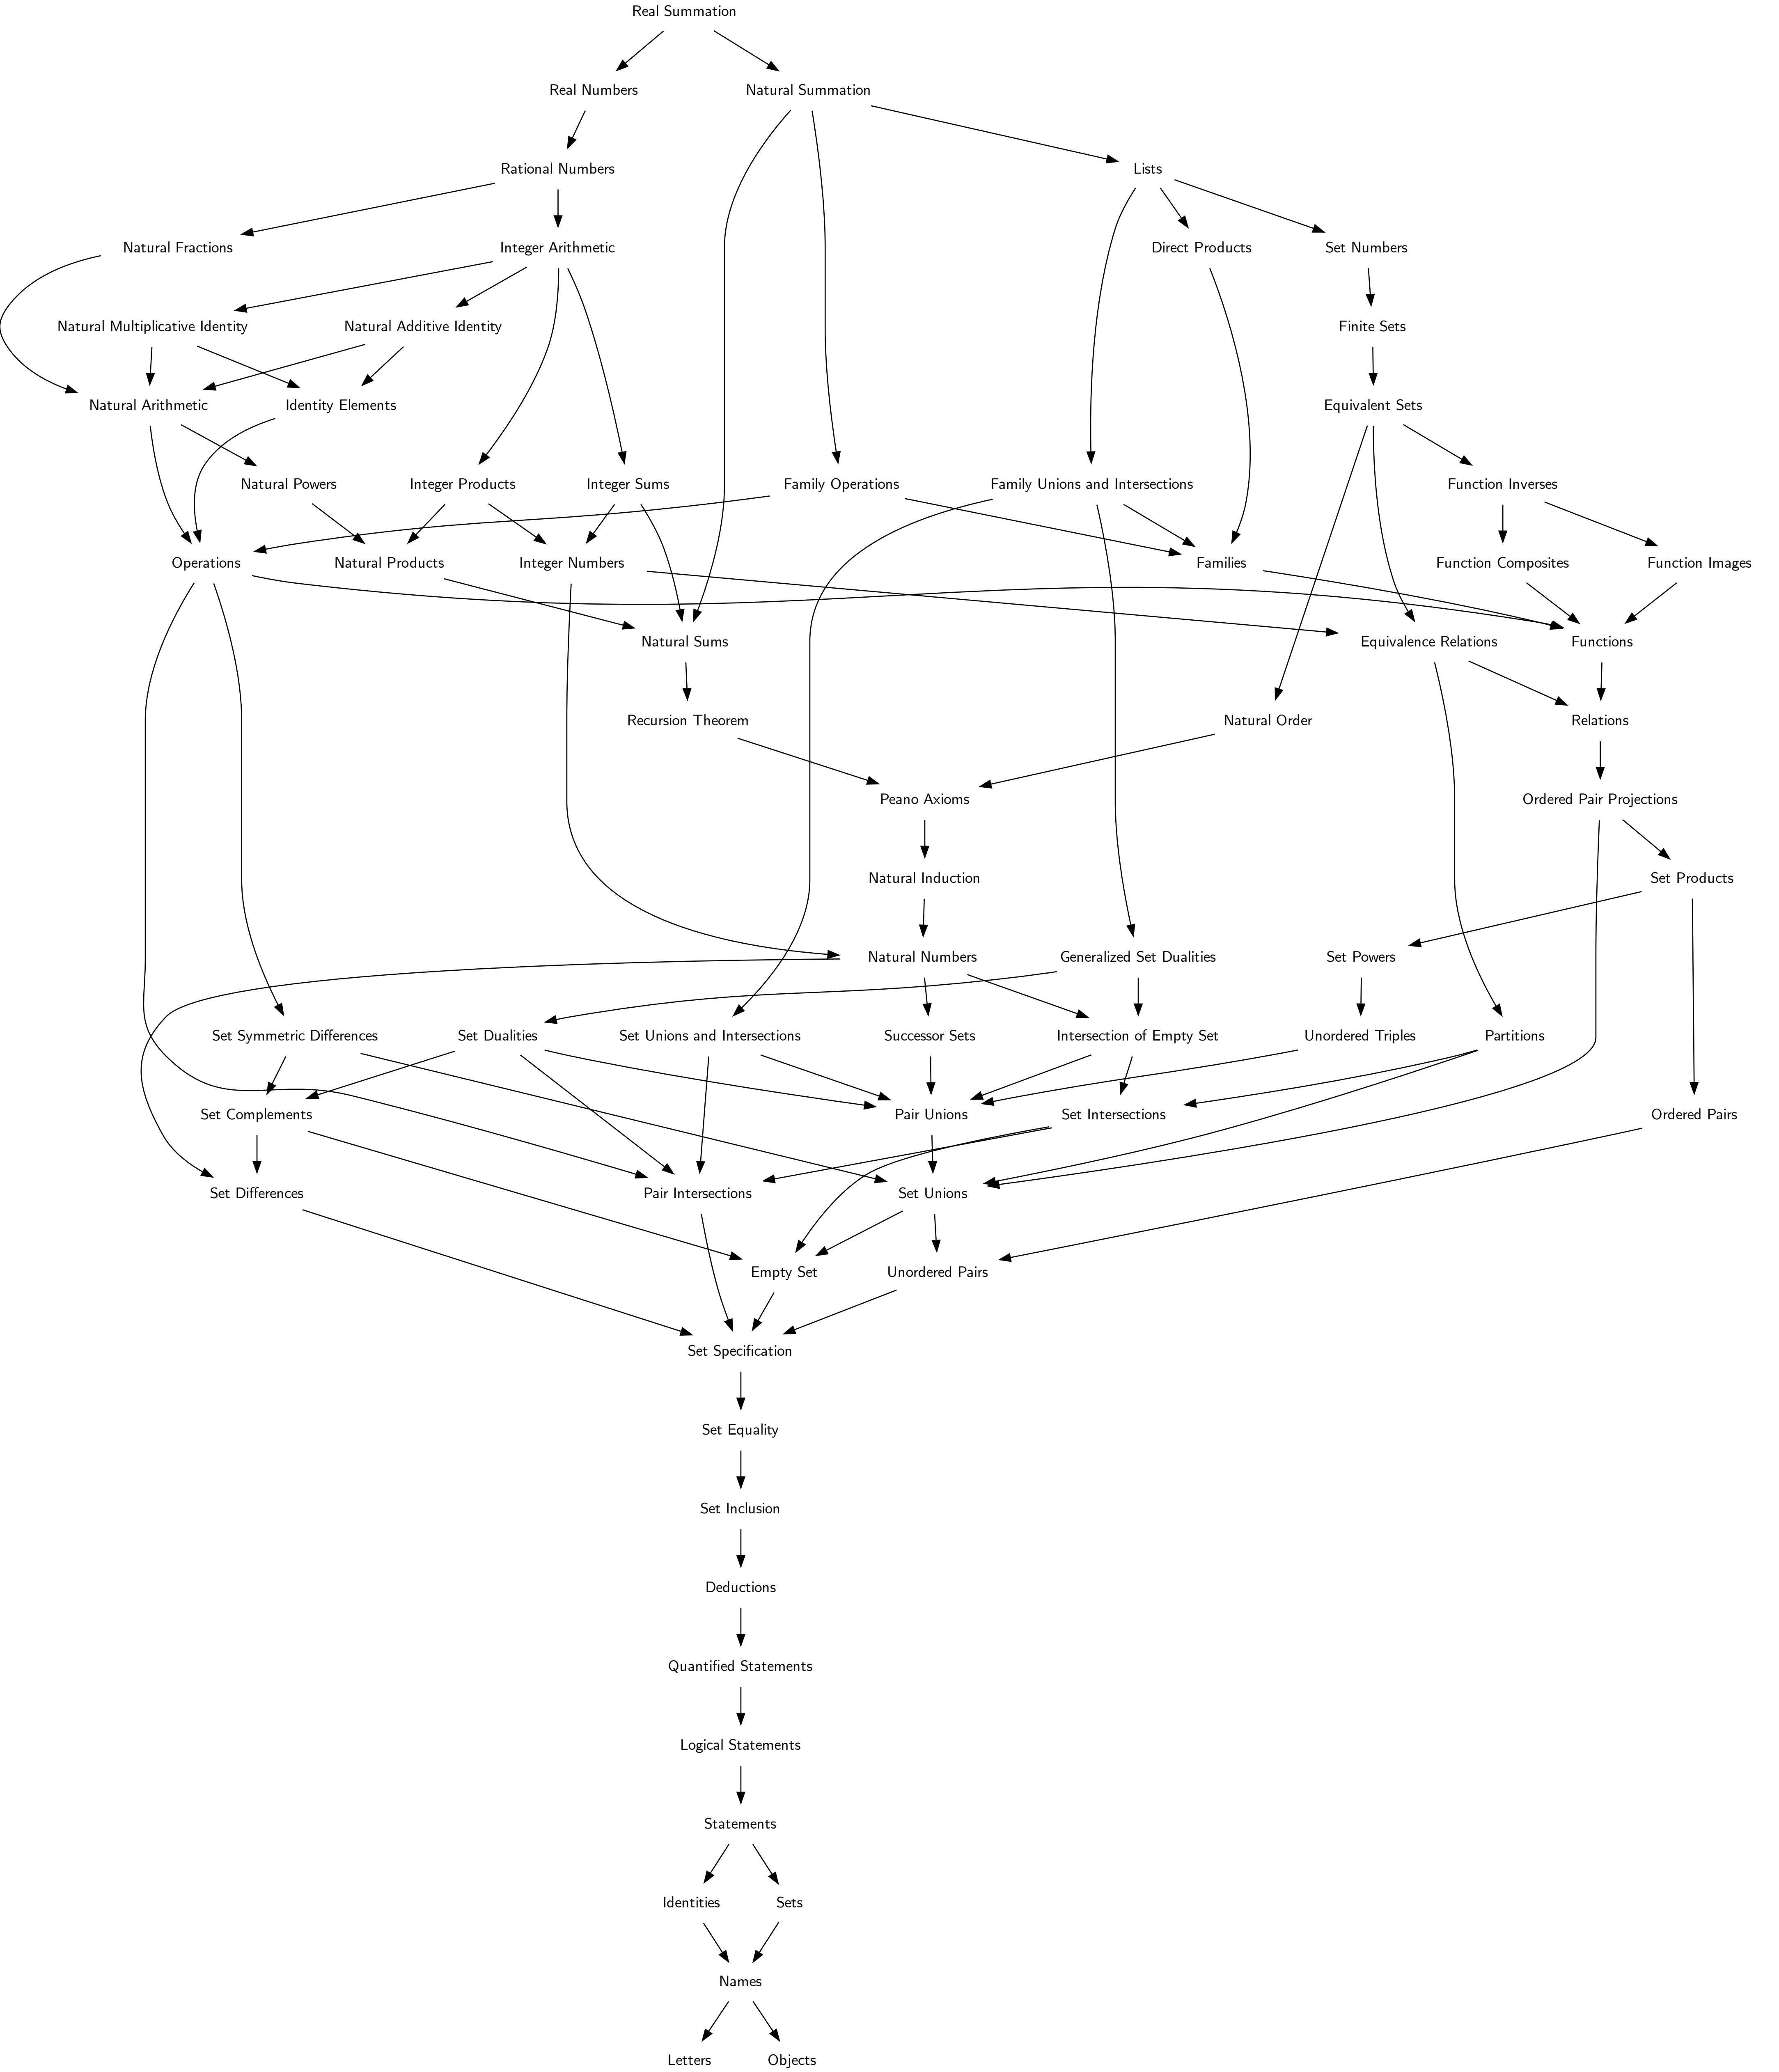 Real Summation
Real Numbers
Natural Summation
Rational Numbers
Lists
Natural Fractions
Integer Arithmetic
Direct Products
Set Numbers
Natural Multiplicative Identity
Natural Additive Identity
Finite Sets
Natural Arithmetic
Identity Elements
Equivalent Sets
Natural Powers
Integer Products
Integer Sums
Family Operations
Family Unions and Intersections
Function Inverses
Operations
Natural Products
Integer Numbers
Families
Function Composites
Function Images
Natural Sums
Equivalence Relations
Functions
Recursion Theorem
Natural Order
Relations
Peano Axioms
Ordered Pair Projections
Natural Induction
Set Products
Natural Numbers
Generalized Set Dualities
Set Powers
Set Symmetric Differences
Set Dualities
Set Unions and Intersections
Successor Sets
Intersection of Empty Set
Unordered Triples
Partitions
Set Complements
Pair Unions
Set Intersections
Ordered Pairs
Set Differences
Pair Intersections
Set Unions
Empty Set
Unordered Pairs
Set Specification
Set Equality
Set Inclusion
Deductions
Quantified Statements
Logical Statements
Statements
Identities
Sets
Names
Letters
Objects